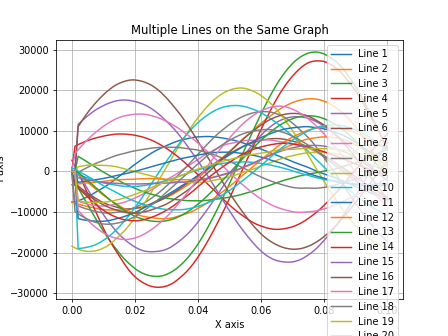 Multiple Lines on the Same Graph
30000
20000
10000
0
−10000
−20000
−30000
0.00
0.02
0.04
0.06
X axis
Line 1
Line 2
Line 3
Line 4
Line 5
Line 6
Line 7
Line 8
Line 9
Line 10
Line 11
Line 12
Line 13
Line 14
Line 15
Line 16
Line 17
Line 18
Line 19
Line 20